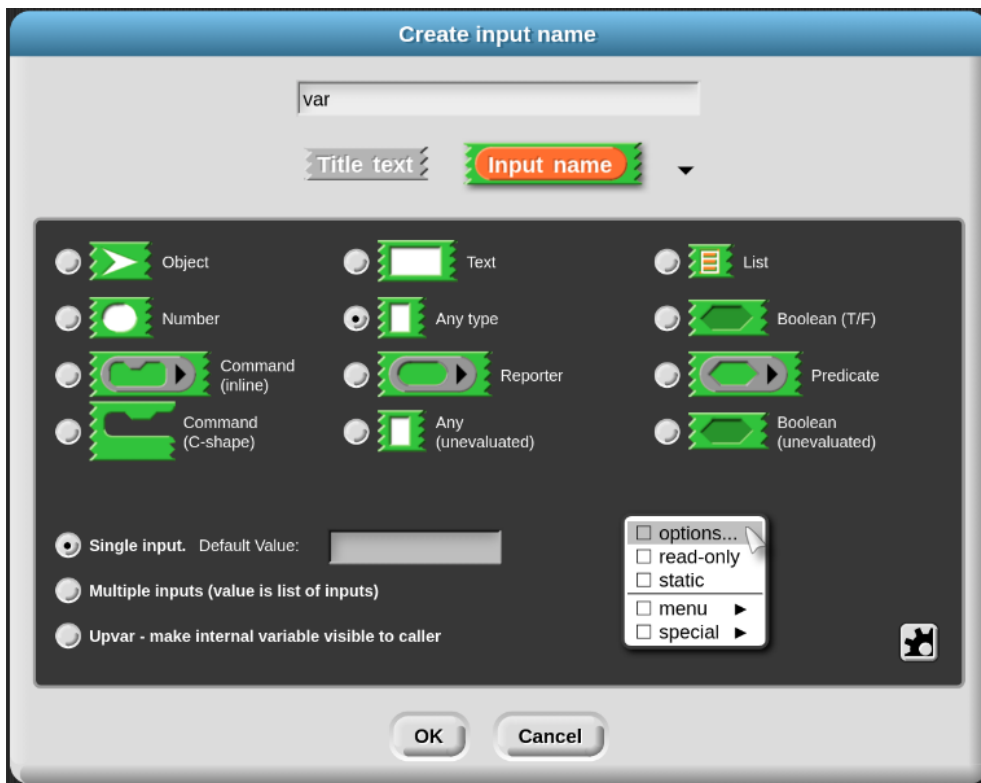 Create input name
var
Title text
Input name
Object
Text
List
Number
Any type
Boolean (T/F)
Command
(inline)
Reporter
Predicate
Command
(C-shape)
Any
(unevaluated)
Boolean
(unevaluated)
Single input. Default Value:
options...
read-only
static
menu
special
Multiple inputs (value is list of inputs)
Upvar - make internal variable visible to caller
OK
Cancel